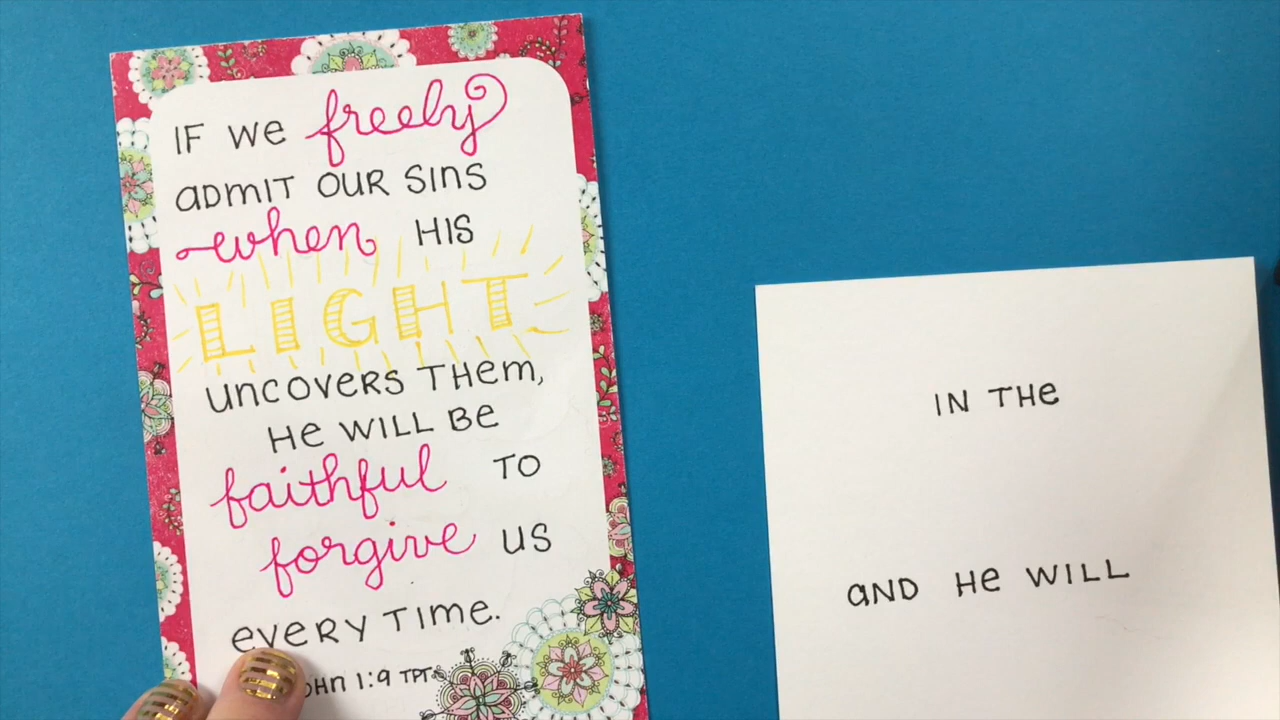 IF we freely
admit our sins
when HIS
LIGHT
uncovers THem,
He WILL Be
faithful TO
forgive us
every TIme.
OHN 1:9 TPT
IN THe
anD He WILL